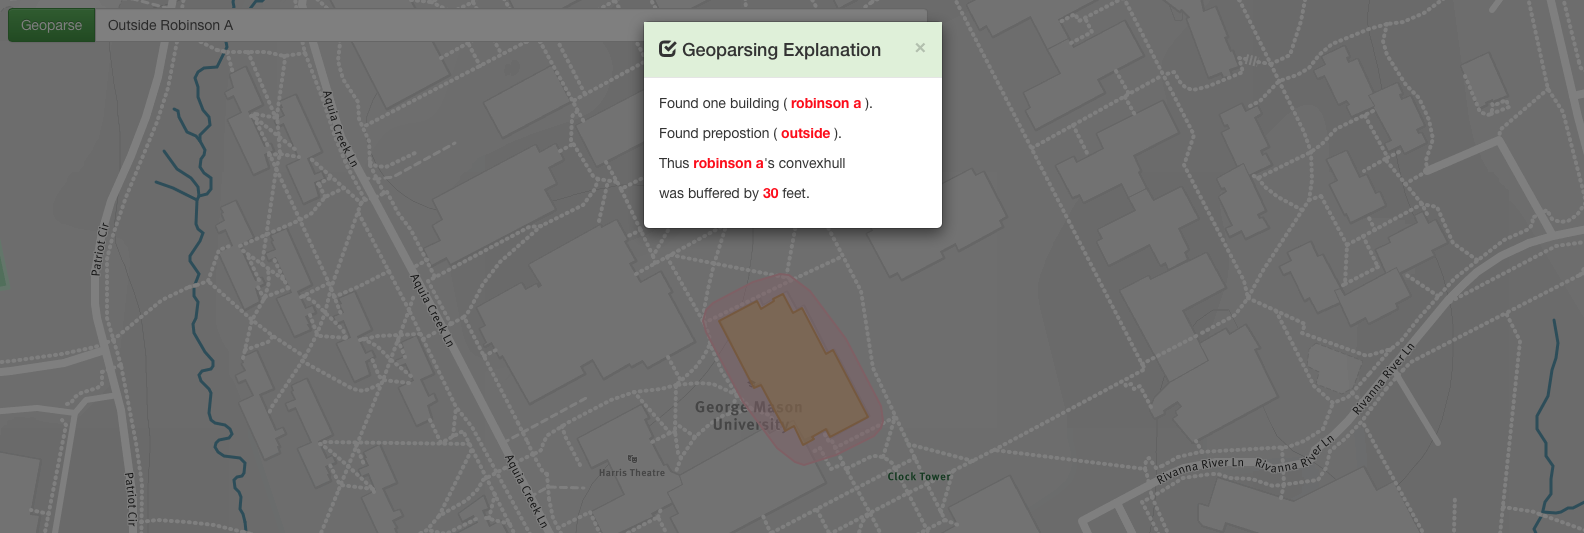 Geoparse
Outside Robinson A
Geoparsing Explanation
×
Found one building ( robinson a ).
Found prepostion ( outside ).
Thus robinson a's convexhull
was buffered by 30 feet.
Aquia Creek Ln
Patriot Cir
Aquia Creek Ln
Rivanna River Ln
George Mason
University
Harris Theatre
Clock Tower
Aquia Creek Ln
Patriot Cir
Rivanna River Ln
Rivanna River Ln